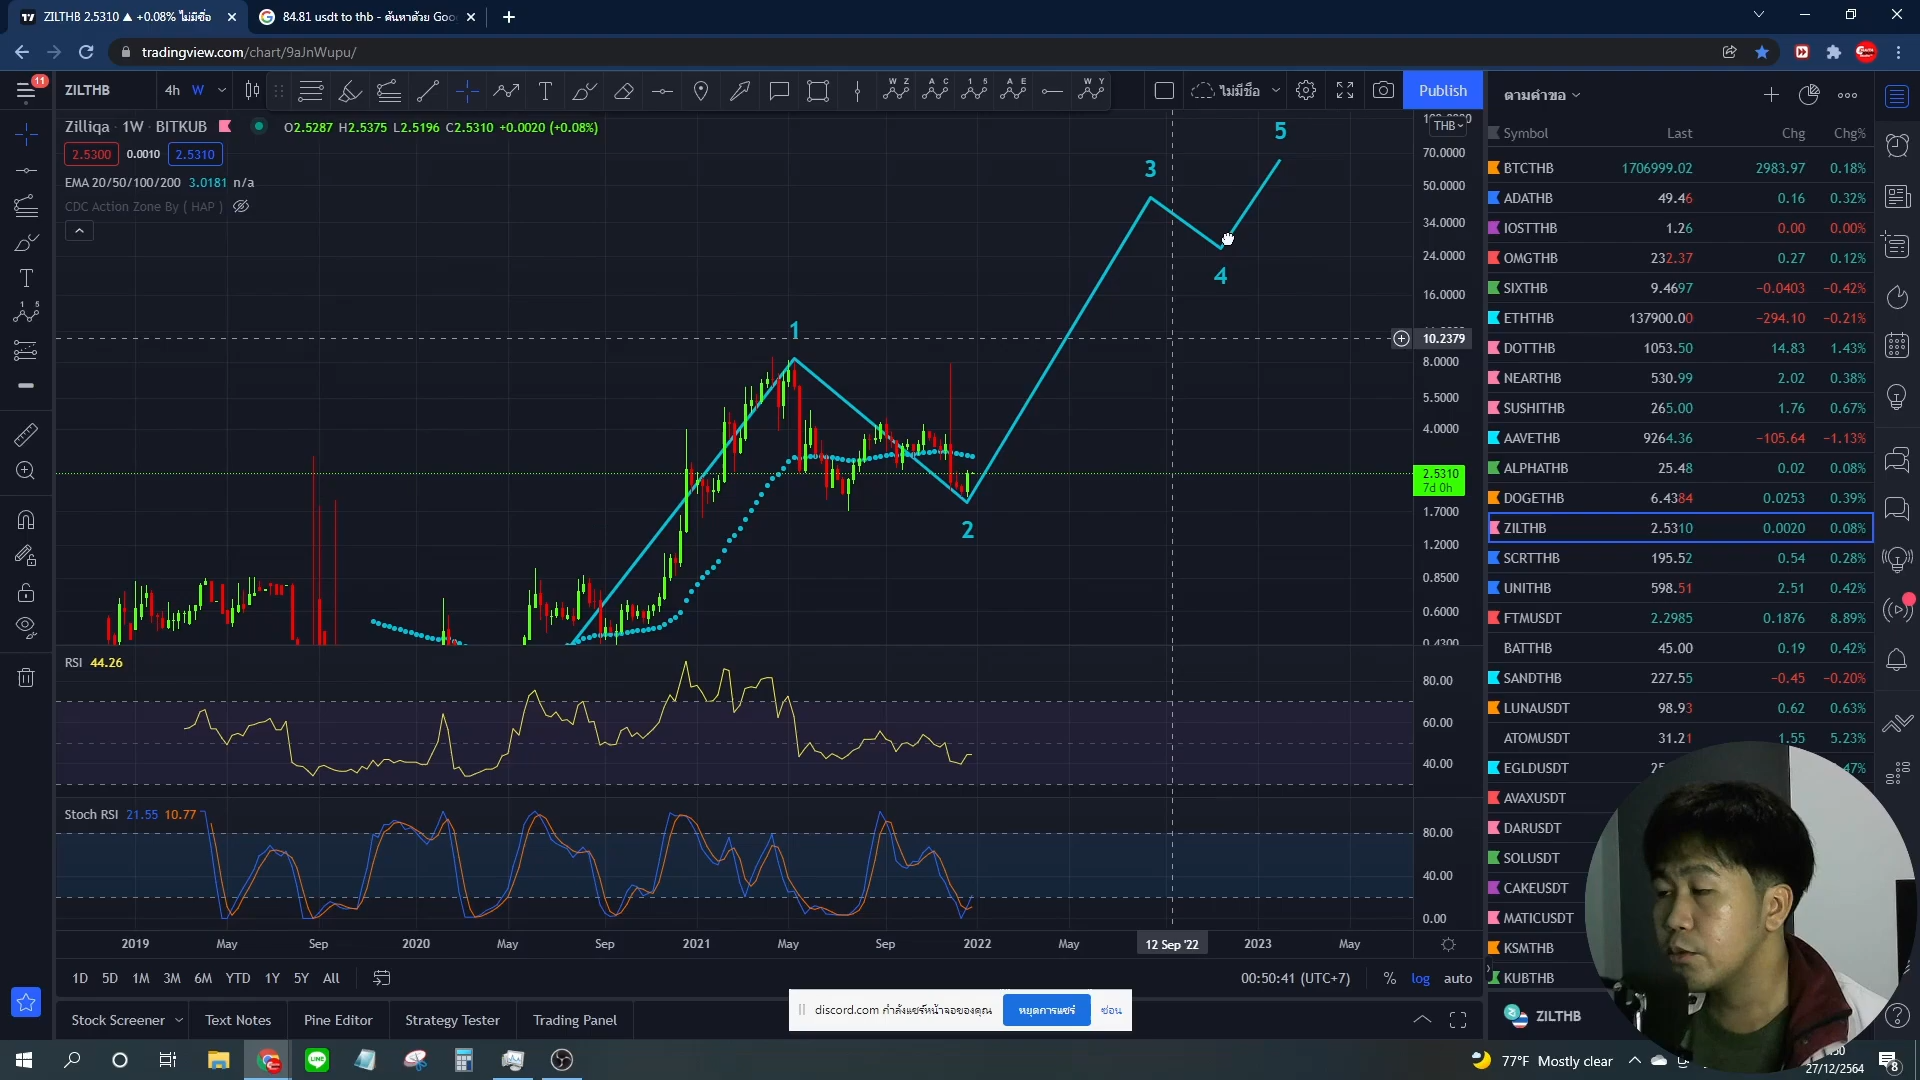 ZILTHB 2.5310 ▲ +0.08% ไม่มีชื่อ
84.81 usdt to thb - ค้นหาด้วย Goo
tradingview.com/chart/9aJnWupu/
11
ZILTHB
4h W
W Z
A C
1 5
A E
W Y
ไม่มีชื่อ
Publish
Zilliqa · 1W · BITKUB
O2.5287 H2.5375 L2.5196 C2.5310 +0.0020 (+0.08%)
2.5300 0.0010 2.5310
EMA 20/50/100/200 3.0181 n/a
CDC Action Zone By ( HAP )
1
2
3
4
5
THB
70.0000
50.0000
34.0000
24.0000
16.0000
10.2379
8.0000
5.5000
4.0000
2.5310
7d 0h
1.7000
1.2000
0.8500
0.6000
RSI 44.26
80.00
60.00
40.00
Stoch RSI 21.55 10.77
80.00
40.00
0.00
2019 May Sep 2020 May Sep 2021 May Sep 2022 May 12 Sep '22 2023 May
1D 5D 1M 3M 6M YTD 1Y 5Y All
00:50:41 (UTC+7) % log auto
Stock Screener Text Notes Pine Editor Strategy Tester Trading Panel
discord.com กำลังแชร์หน้าจอของคุณ หยุดการแชร์ ซ่อน
ตามคำขอ
Symbol Last Chg Chg%
BTCTHB 1706999.02 2983.97 0.18%
ADATHB 49.46 0.16 0.32%
IOSTTHB 1.26 0.00 0.00%
OMGTHB 232.37 0.27 0.12%
SIXTHB 9.4697 −0.0403 −0.42%
ETHTHB 137900.00 −294.10 −0.21%
DOTTHB 1053.50 14.83 1.43%
NEARTHB 530.99 2.02 0.38%
SUSHITHB 265.00 1.76 0.67%
AAVETHB 9264.36 −105.64 −1.13%
ALPHATHB 25.48 0.02 0.08%
DOGETHB 6.4384 0.0253 0.39%
ZILTHB 2.5310 0.0020 0.08%
SCRTTHB 195.52 0.54 0.28%
UNITHB 598.51 2.51 0.42%
FTMUSDT 2.2985 0.1876 8.89%
BATTHB 45.00 0.19 0.42%
SANDTHB 227.55 −0.45 −0.20%
LUNAUSDT 98.93 0.62 0.63%
ATOMUSDT 31.21 1.55 5.23%
EGLDUSDT
AVAXUSDT
DARUSDT
SOLUSDT
CAKEUSDT
MATICUSDT
KSMTHB
KUBTHB
ZILTHB
77°F Mostly clear
27/12/2564
8